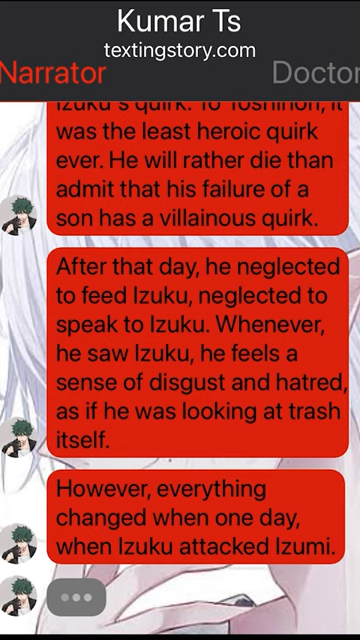 Kumar Ts
textingstory.com
Narrator
Doctor
Izuku's quirk. To Toshinori, it
was the least heroic quirk
ever. He will rather die than
admit that his failure of a
son has a villainous quirk.
After that day, he neglected
to feed Izuku, neglected to
speak to Izuku. Whenever,
he saw Izuku, he feels a
sense of disgust and hatred,
as if he was looking at trash
itself.
However, everything
changed when one day,
when Izuku attacked Izumi.